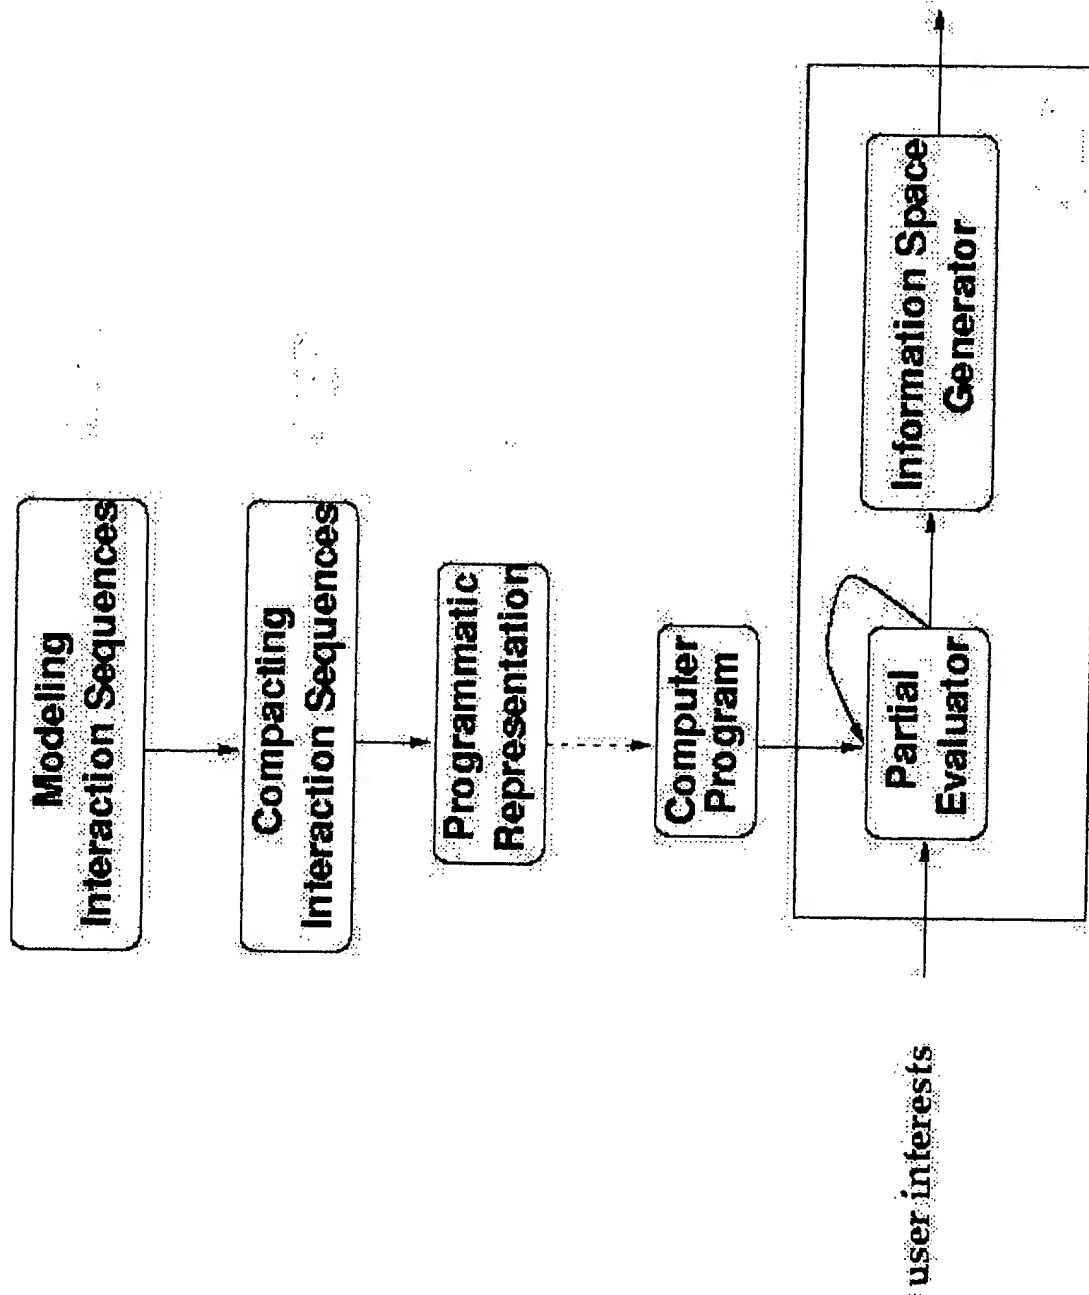 Modeling
Interaction Sequences
Compacting
Interaction Sequences
Programmatic
Representation
Computer
Program
Partial
Evaluator
Information Space
Generator
user interests